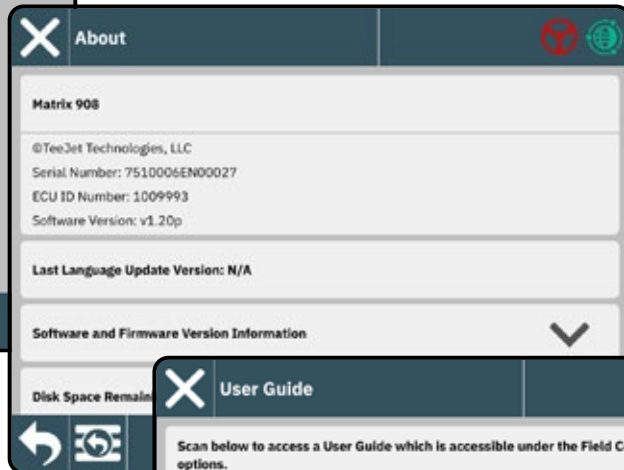 About
Matrix 908
©TeeJet Technologies, LLC
Serial Number: 7510006EN00027
ECU ID Number: 1009993
Software Version: v1.20p
Last Language Update Version: N/A
Software and Firmware Version Information
Disk Space
User Guide
Scan below to access a User Guide which is accessible under the Field
options.